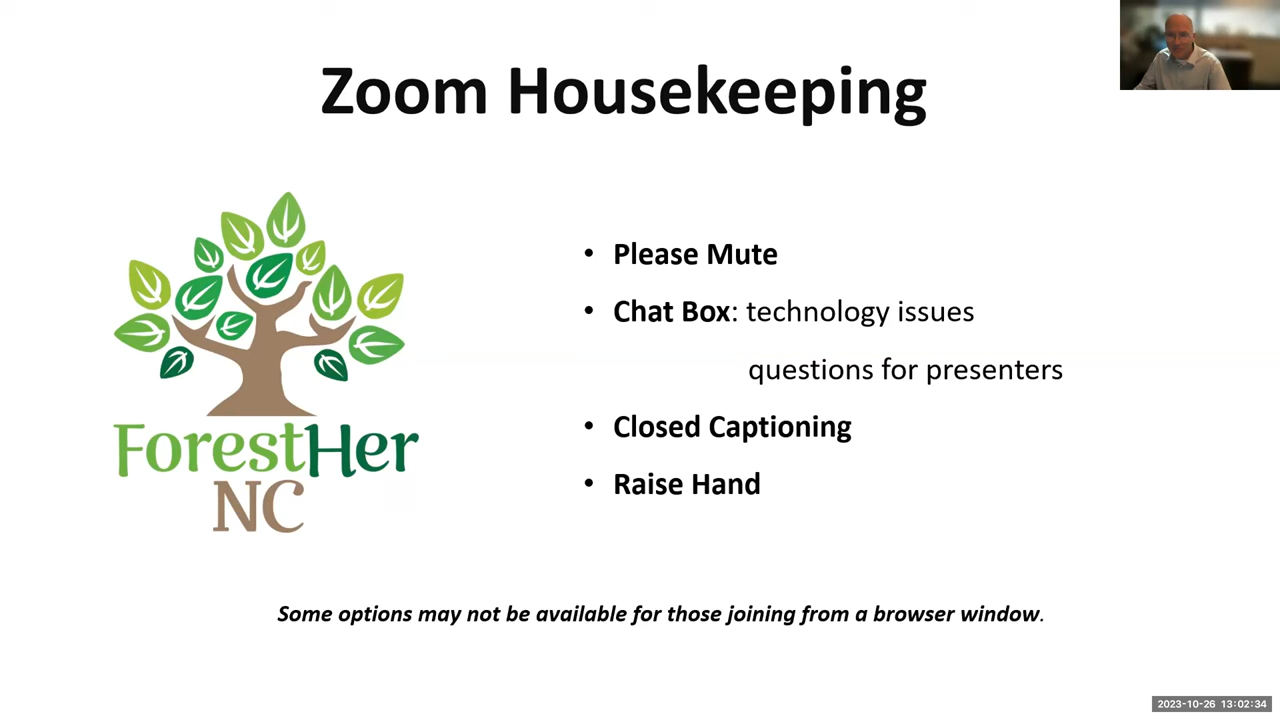 Zoom Housekeeping
• Please Mute
• Chat Box: technology issues
questions for presenters
• Closed Captioning
• Raise Hand
ForestHer
NC
Some options may not be available for those joining from a browser window.
2023-10-26 13:02:34